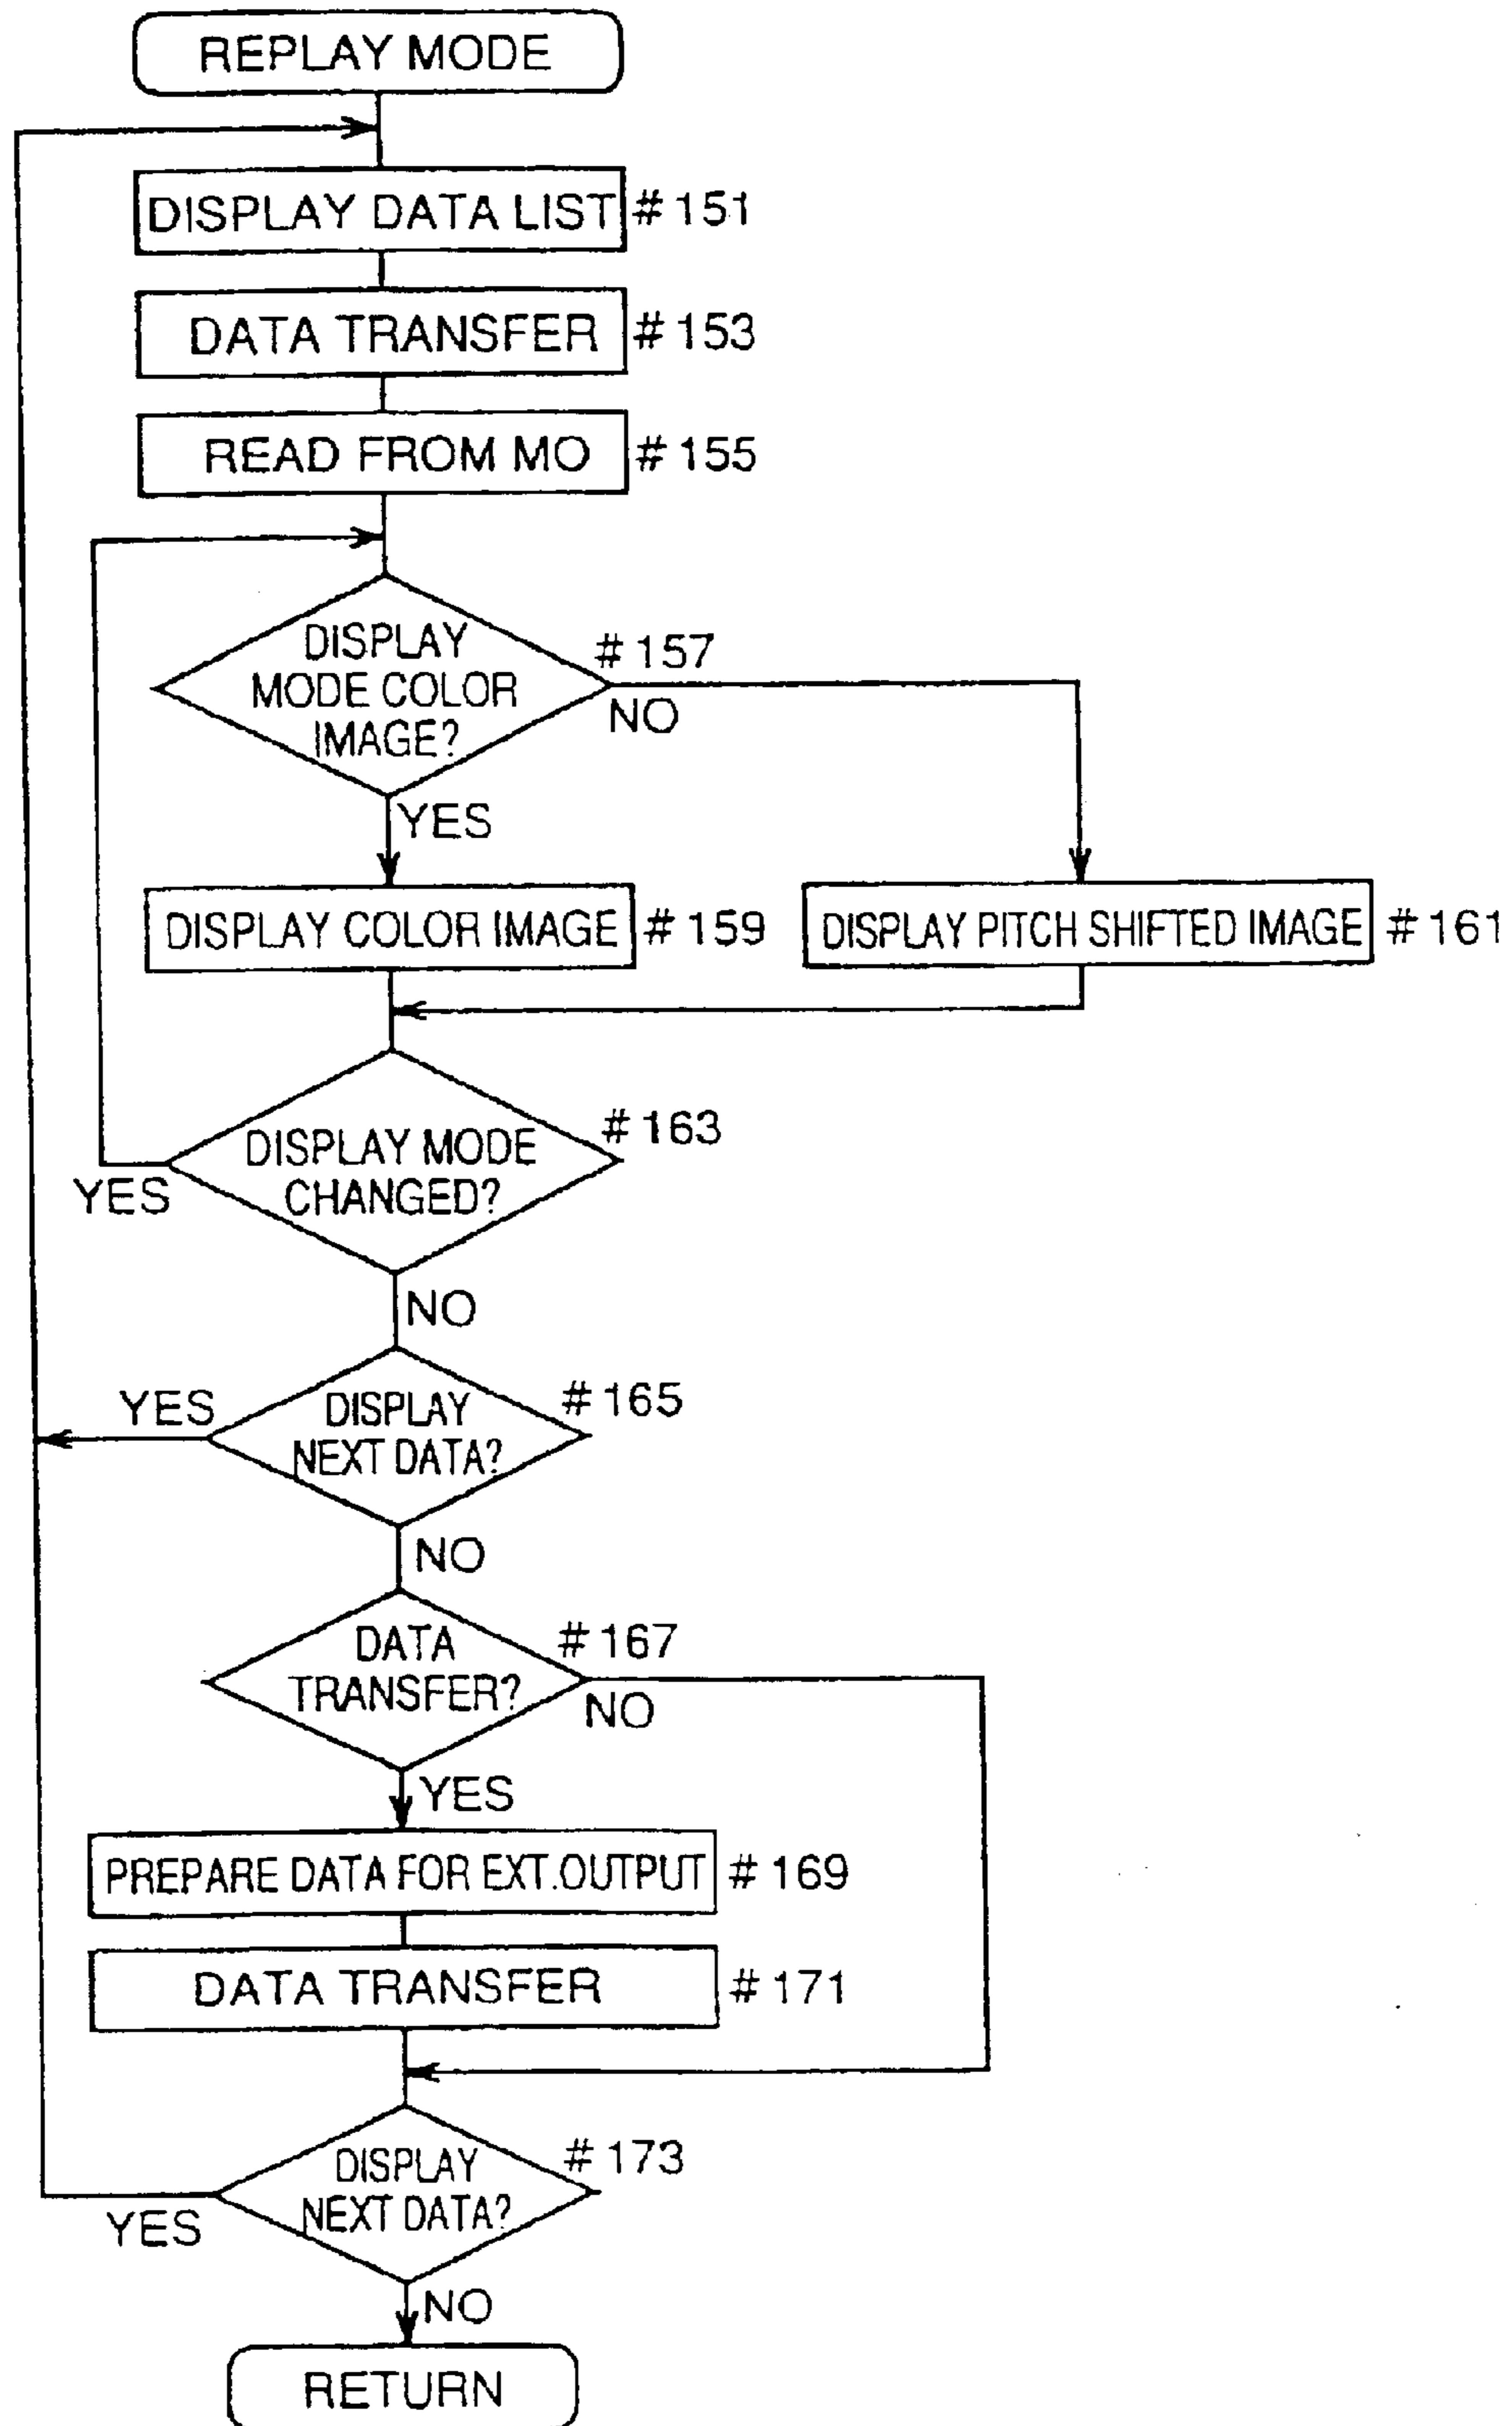 REPLAY MODE
DISPLAY DATA LIST #151
DATA TRANSFER #153
READ FROM MO #155
DISPLAY
MODE COLOR
IMAGE?
#157
NO
YES
DISPLAY COLOR IMAGE #159
DISPLAY PITCH SHIFTED IMAGE #161
DISPLAY MODE
CHANGED?
#163
YES
NO
DISPLAY
NEXT DATA?
#165
YES
NO
DATA
TRANSFER?
#167
NO
YES
PREPARE DATA FOR EXT.OUTPUT #169
DATA TRANSFER #171
DISPLAY
NEXT DATA?
#173
YES
NO
RETURN